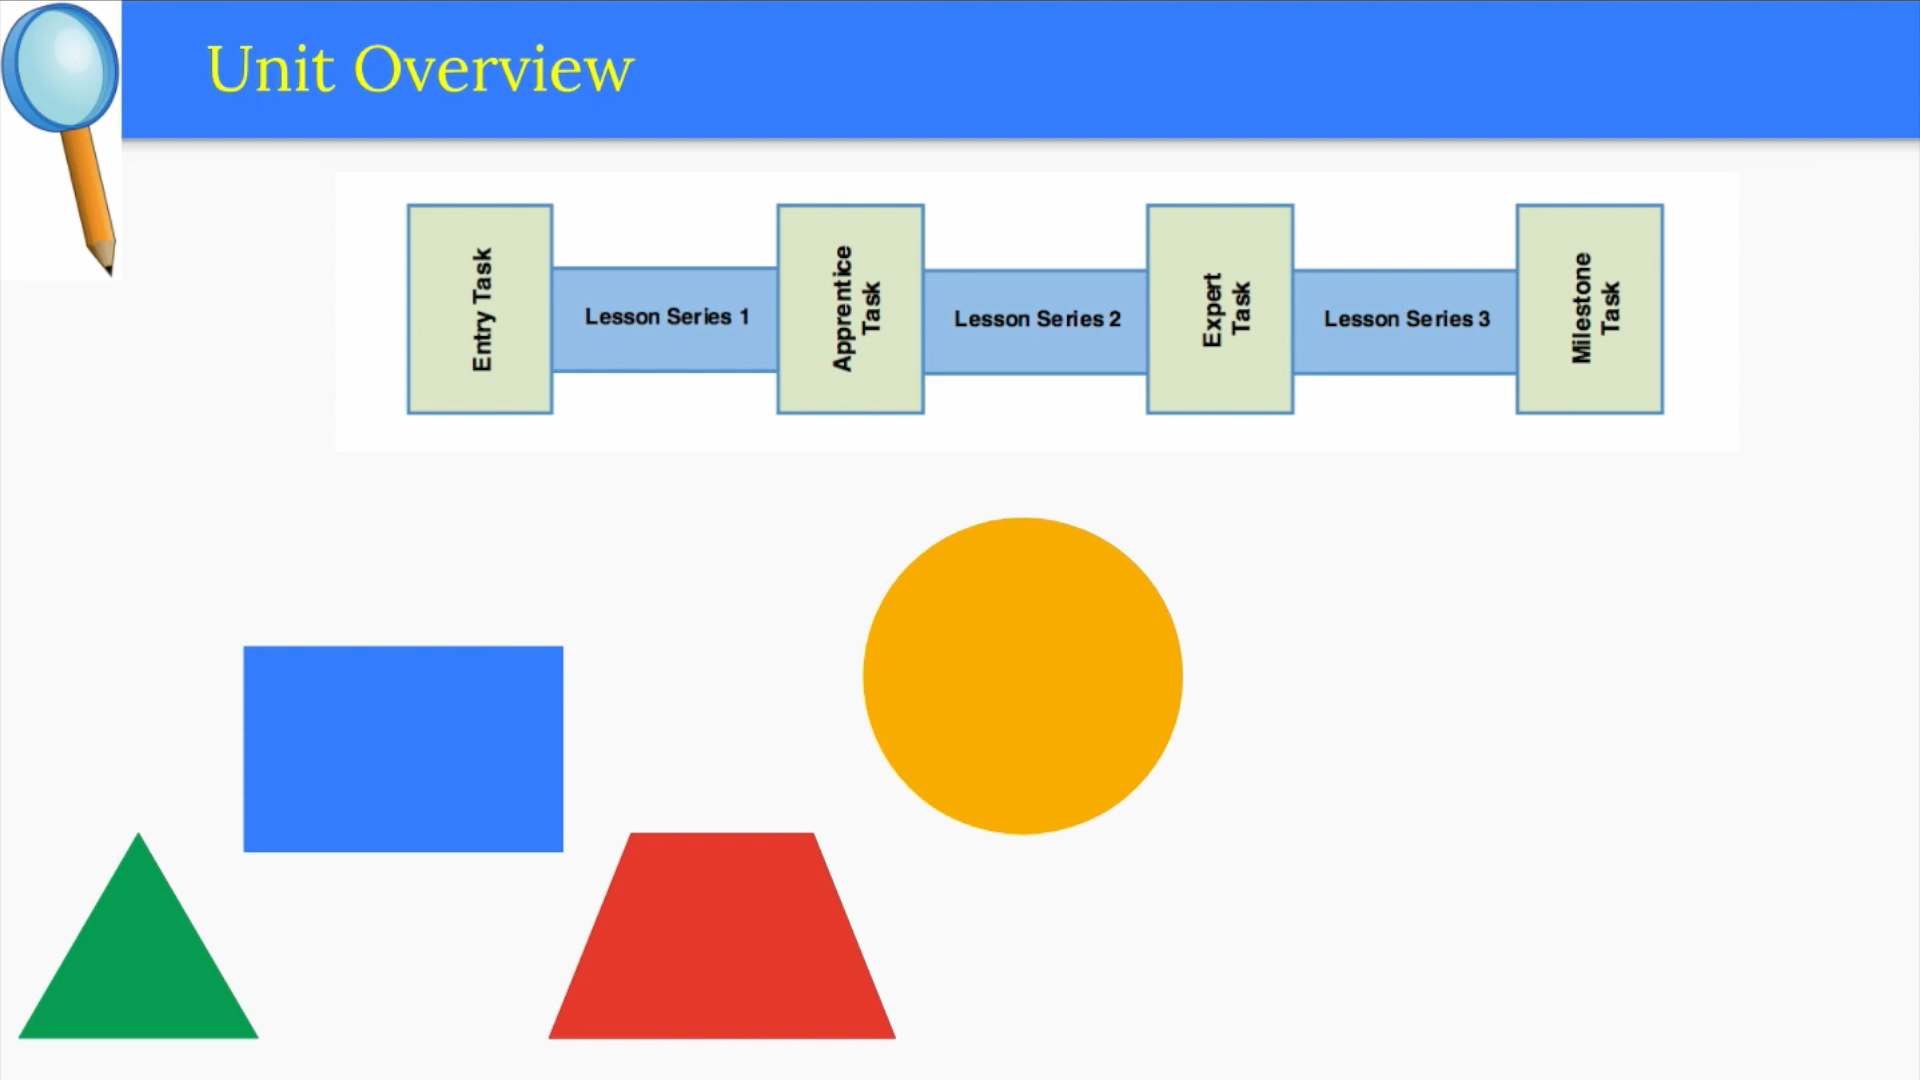 Unit Overview
Entry Task
Lesson Series 1
Apprentice
Task
Lesson Series 2
Expert
Task
Lesson Series 3
Milestone
Task